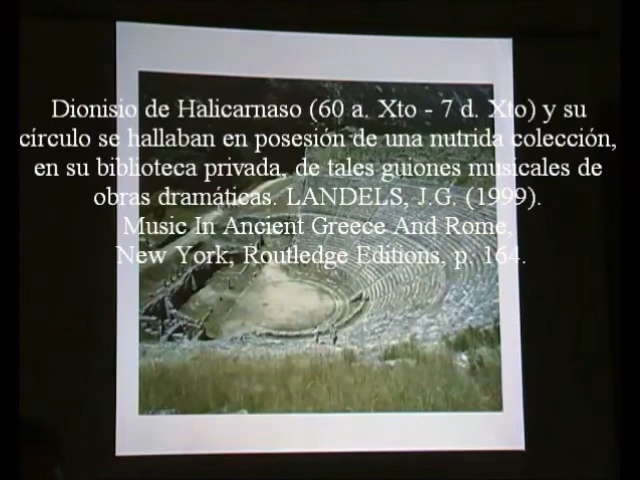 Dionisio de Halicarnaso (60 a. Xto - 7 d. Xto) y su
círculo se hallaban en posesión de una nutrida colección,
en su biblioteca privada, de tales guiones musicales de
obras dramáticas. LANDELS, J.G. (1999).
Music In Ancient Greece And Rome,
New York, Routledge Editions, p. 164.